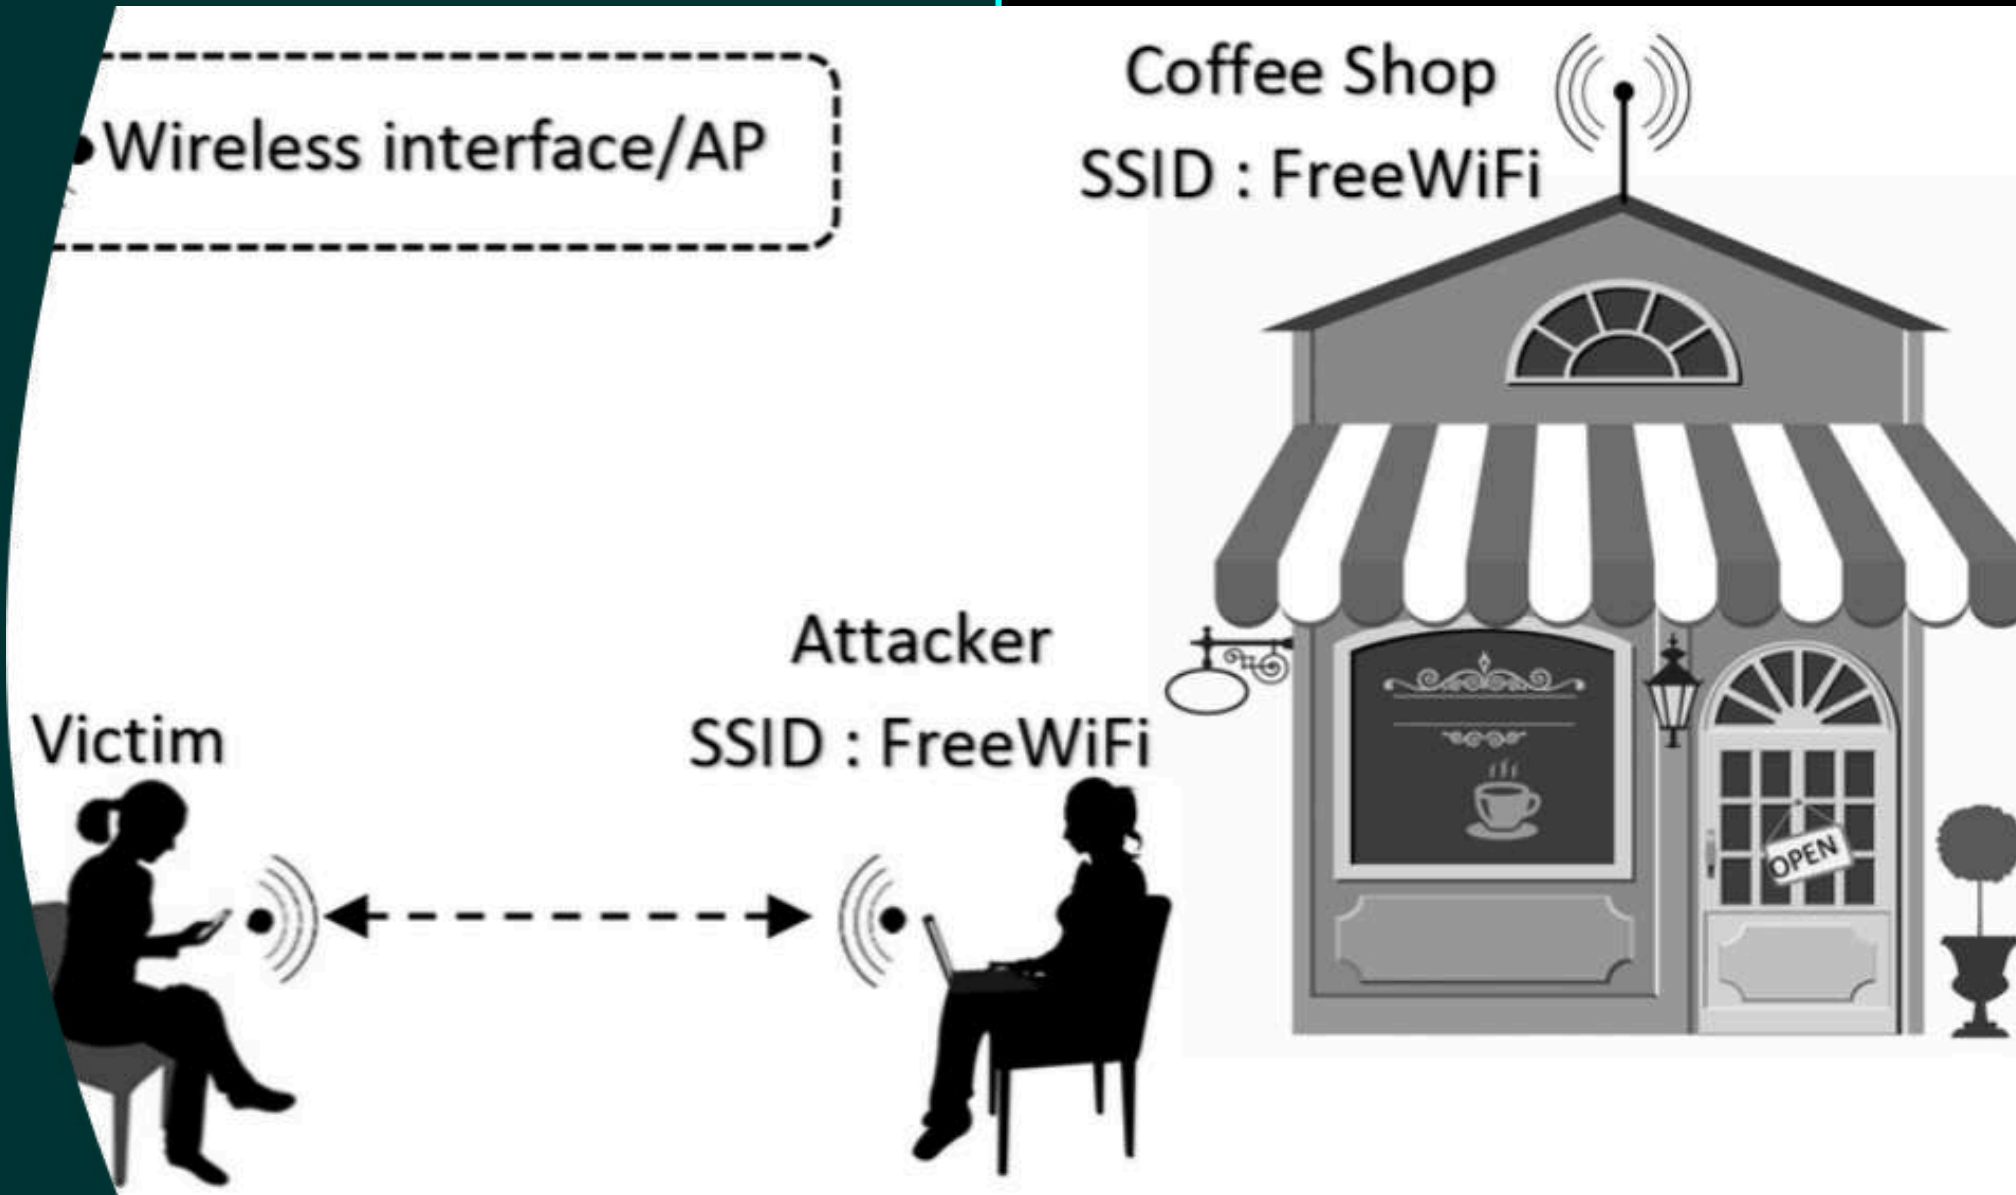 Wireless interface/AP
Coffee Shop
SSID : FreeWiFi
Attacker
SSID : FreeWiFi
Victim
OPEN